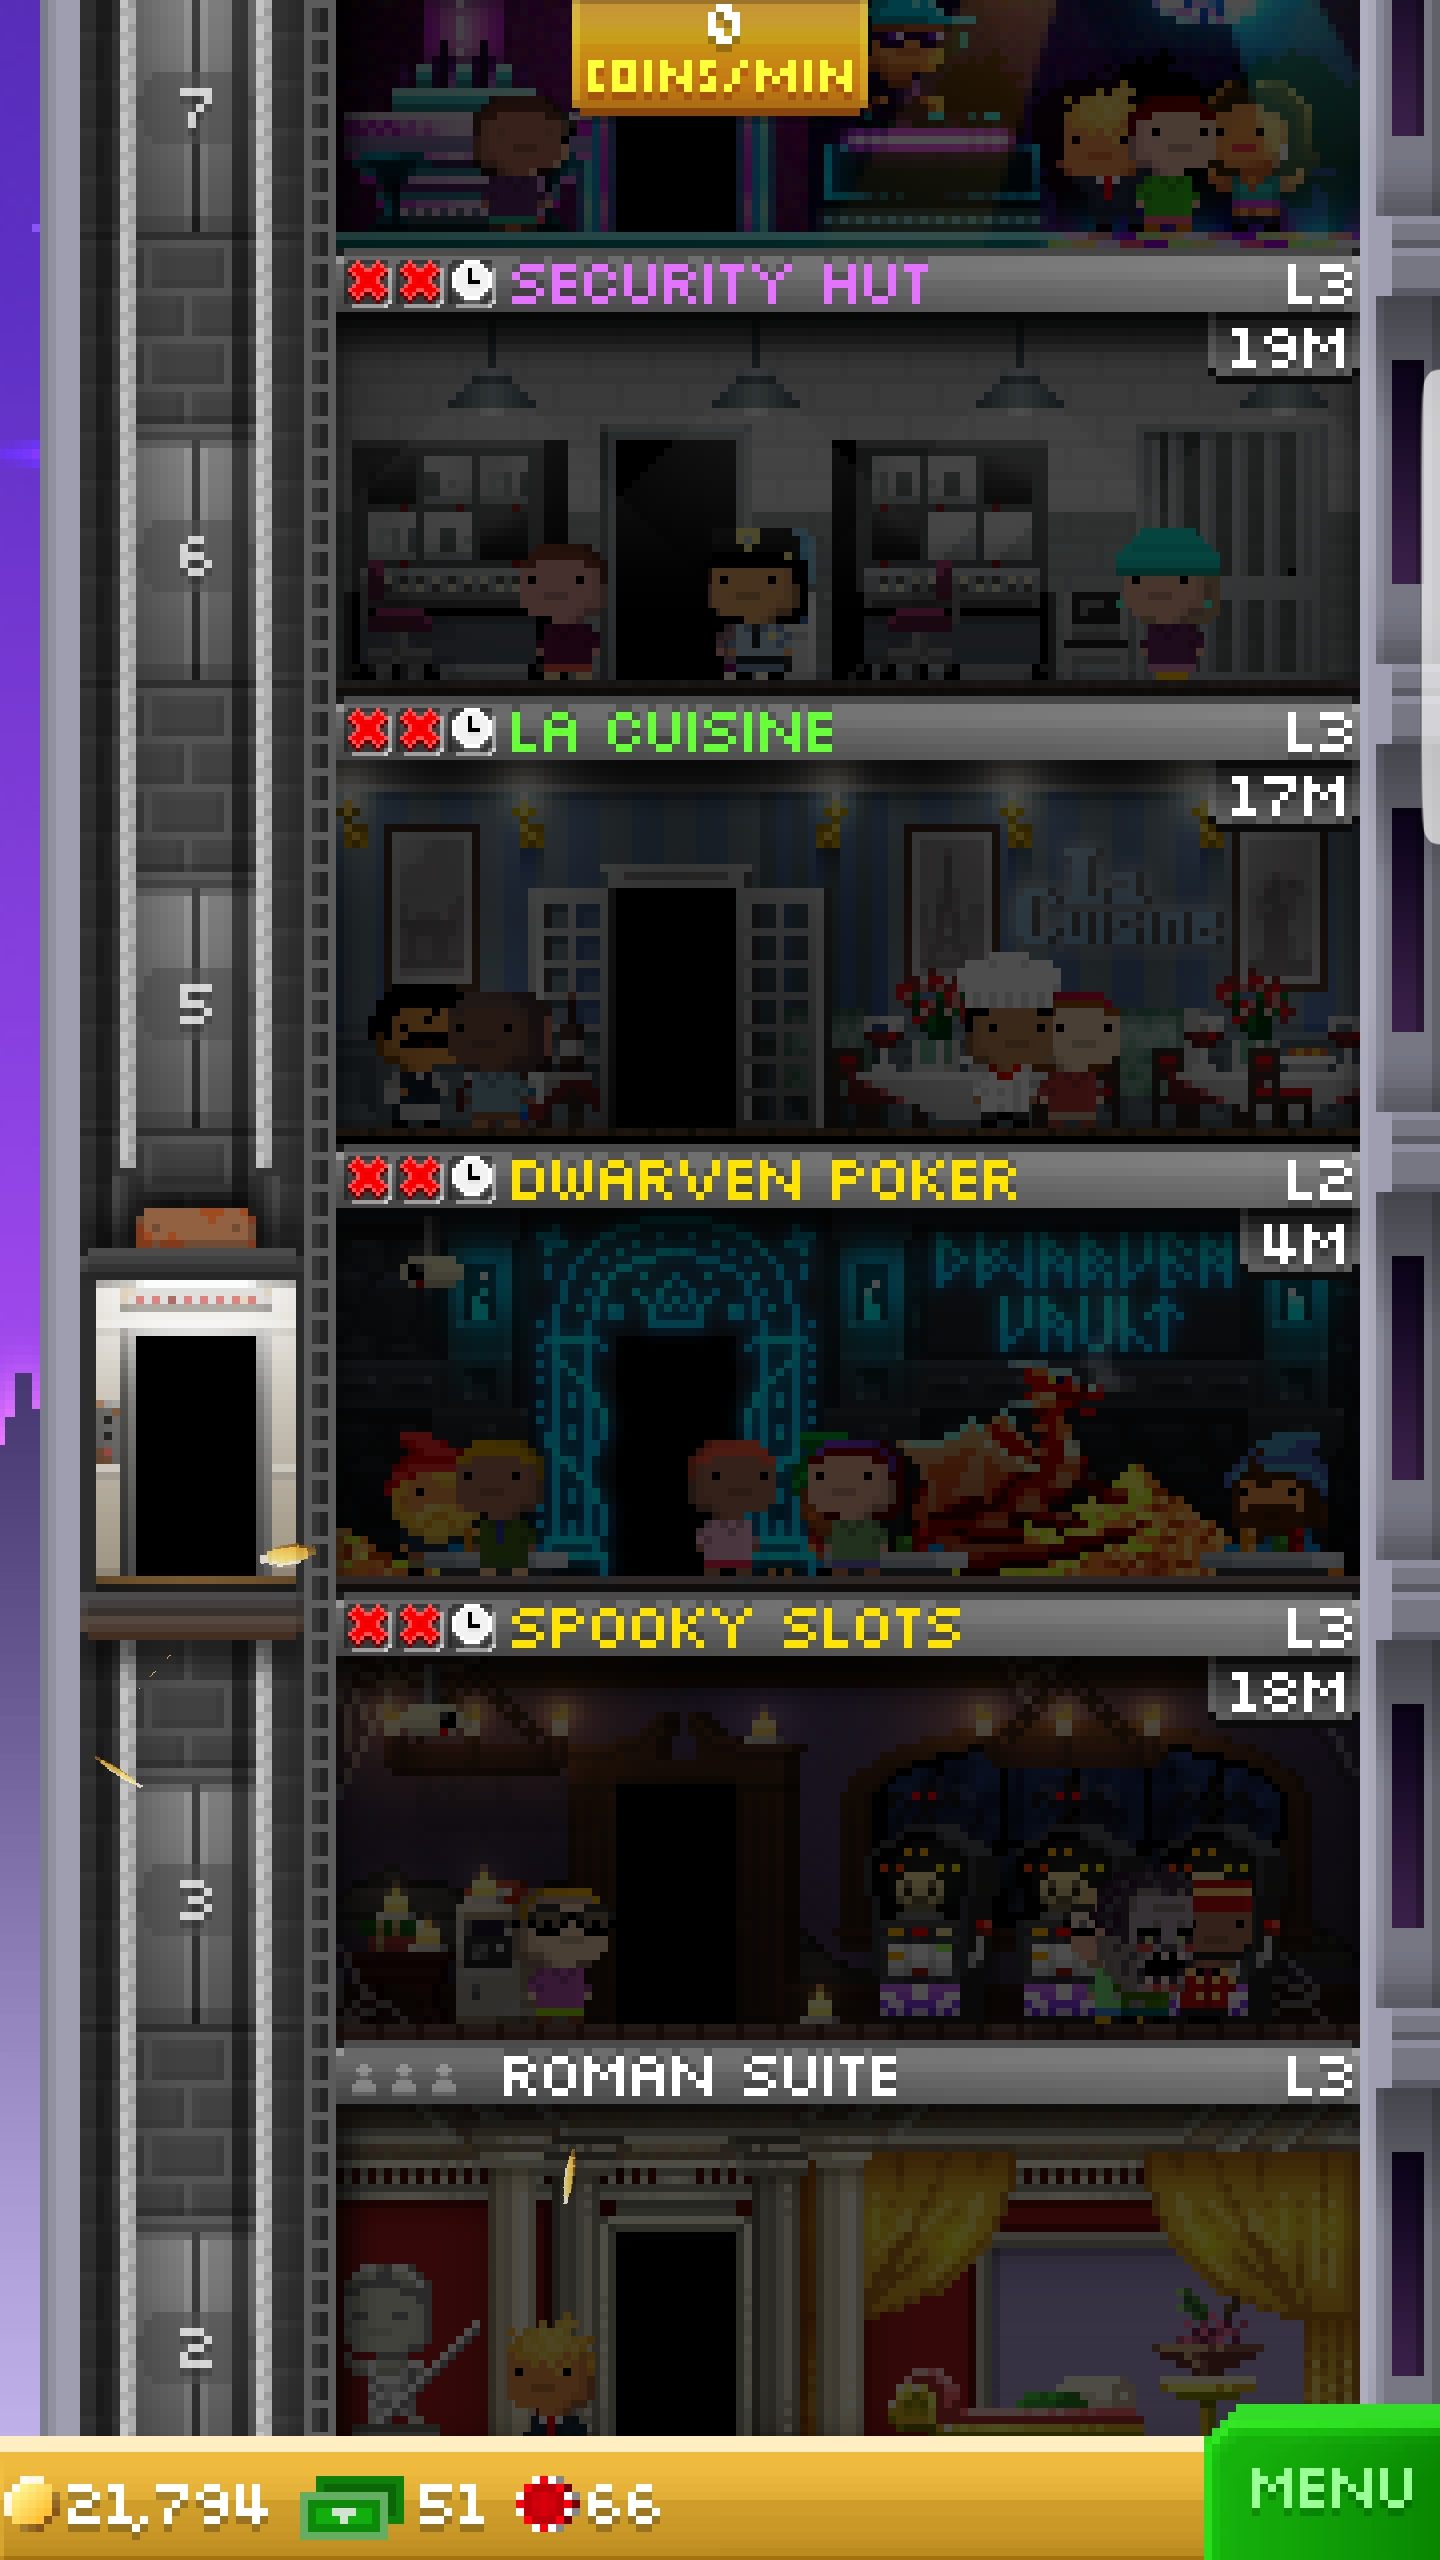 0
COINS/MIN
7
SECURITY HUT L3
19M
6
LA CUISINE L3
17M
La
Cuisine
5
DWARVEN POKER L2
4M
DWARVEN
VAULT
SPOOKY SLOTS L3
18M
3
ROMAN SUITE L3
2
21,794 51 66
MENU